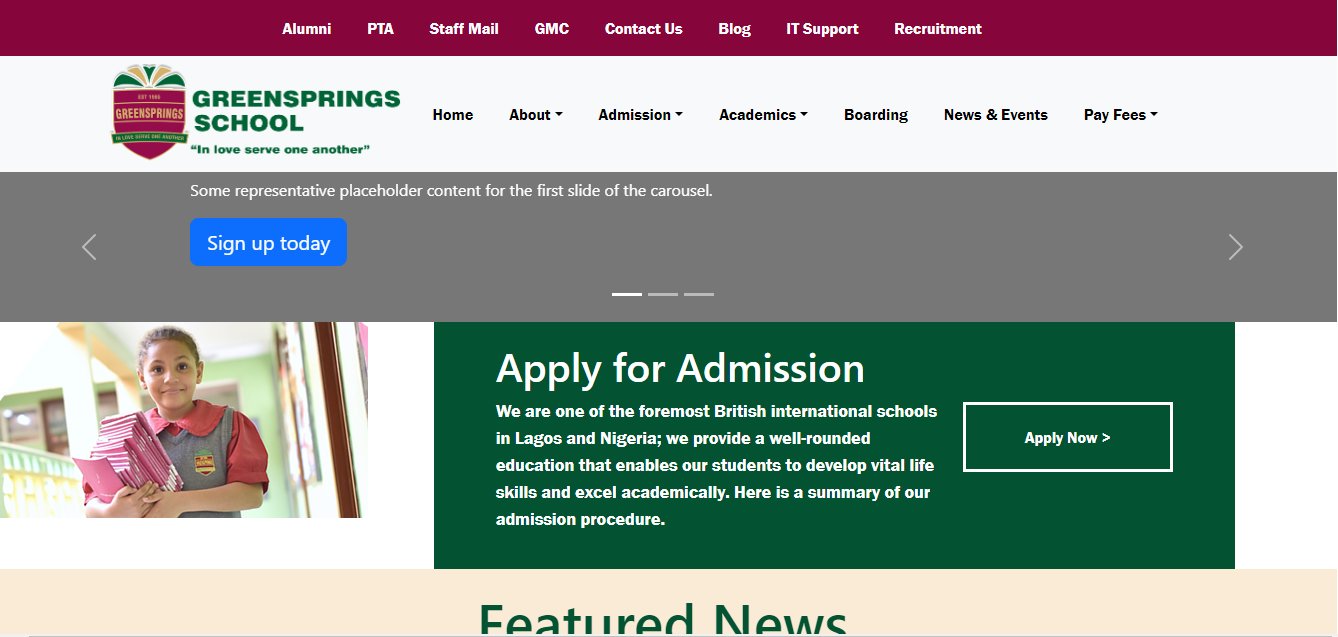 Alumni PTA Staff Mail GMC Contact Us Blog IT Support Recruitment
EST 1985
GREENSPRINGS
IN LOVE SERVE ONE ANOTHER
GREENSPRINGS
SCHOOL
“In love serve one another”
Home About Admission Academics Boarding News & Events Pay Fees
Some representative placeholder content for the first slide of the carousel.
Sign up today
Apply for Admission
We are one of the foremost British international schools
in Lagos and Nigeria; we provide a well-rounded
education that enables our students to develop vital life
skills and excel academically. Here is a summary of our
admission procedure.
Apply Now >
Featured News